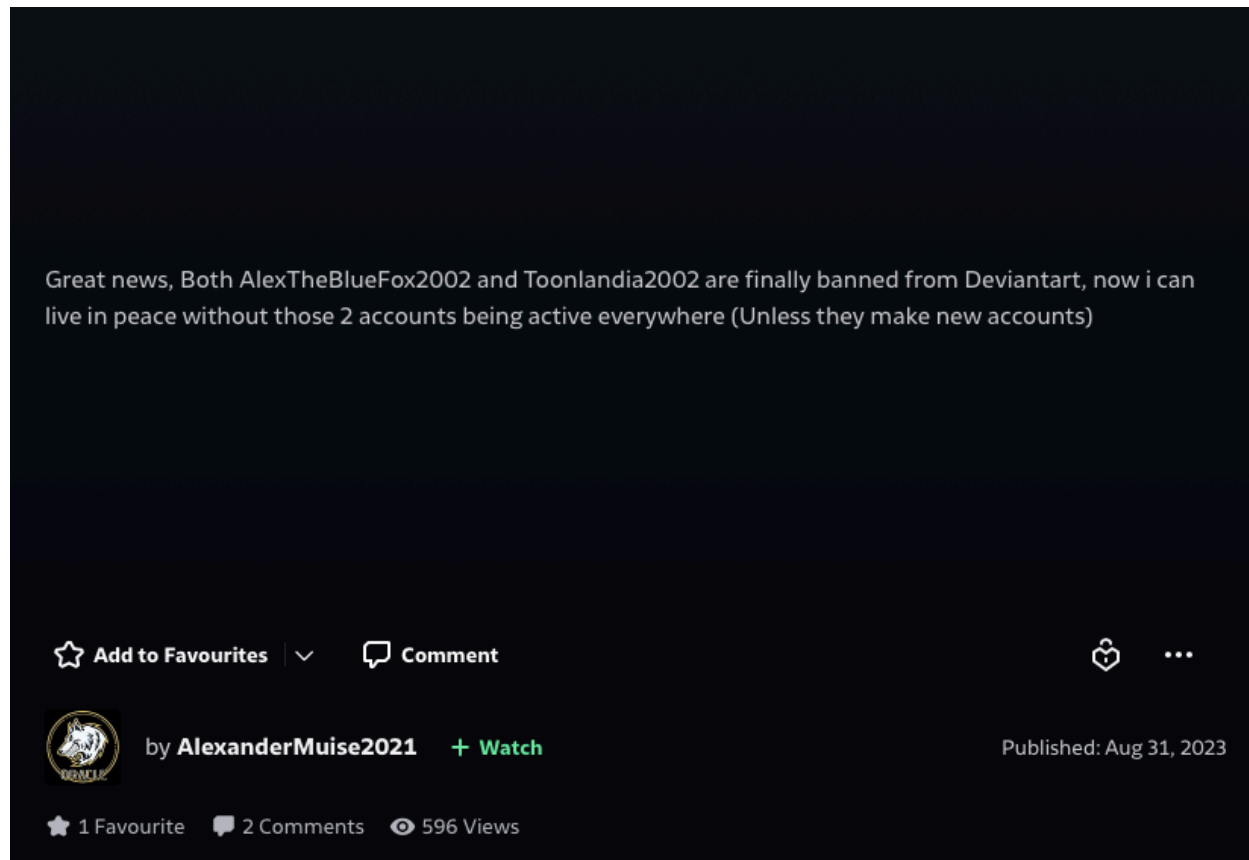 Great news, Both AlexTheBlueFox2002 and Toonlandia2002 are finally banned from Deviantart, now i can
live in peace without those 2 accounts being active everywhere (Unless they make new accounts)
Add to Favourites
Comment
ORACLE
by AlexanderMuise2021
+ Watch
Published: Aug 31, 2023
1 Favourite
2 Comments
596 Views